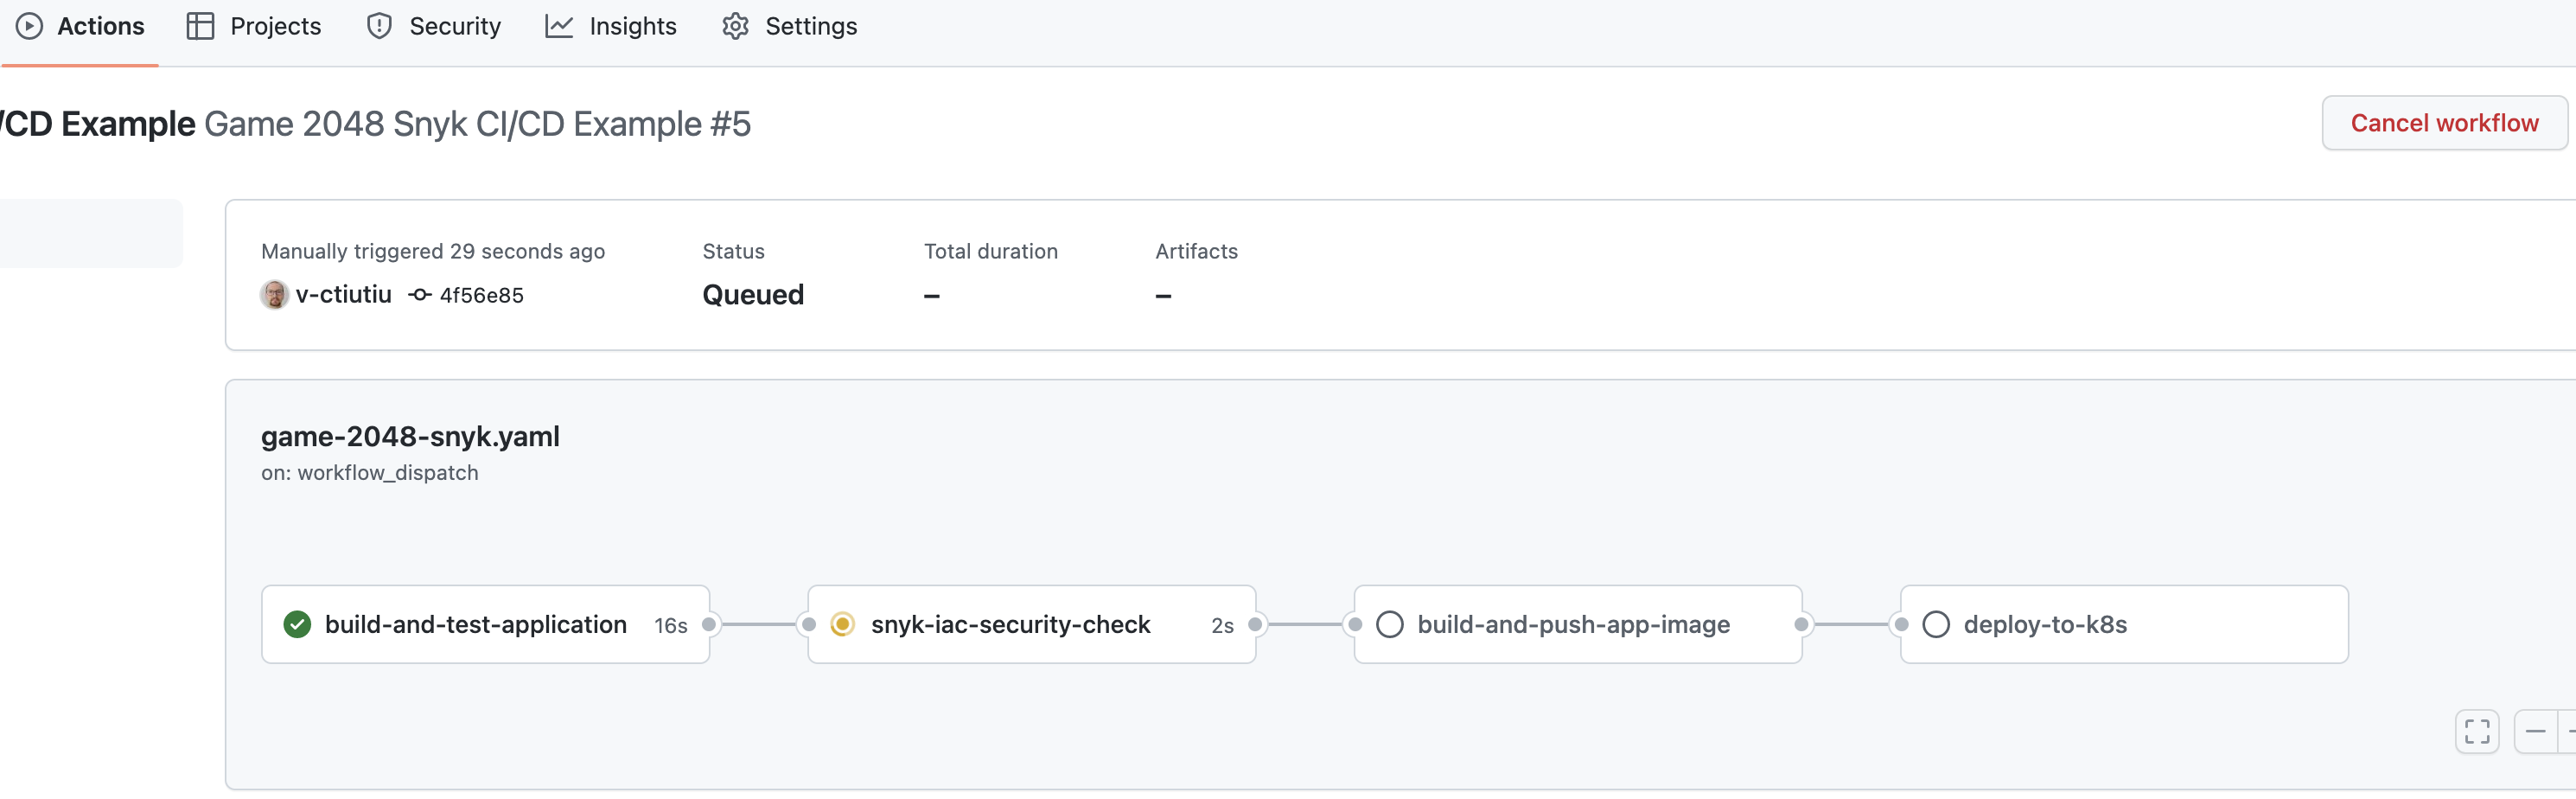 Actions Projects Security Insights Settings
/CD Example Game 2048 Snyk CI/CD Example #5
Cancel workflow
Manually triggered 29 seconds ago Status Total duration Artifacts
v-ctiutiu 4f56e85 Queued – –
game-2048-snyk.yaml
on: workflow_dispatch
build-and-test-application 16s snyk-iac-security-check 2s build-and-push-app-image deploy-to-k8s